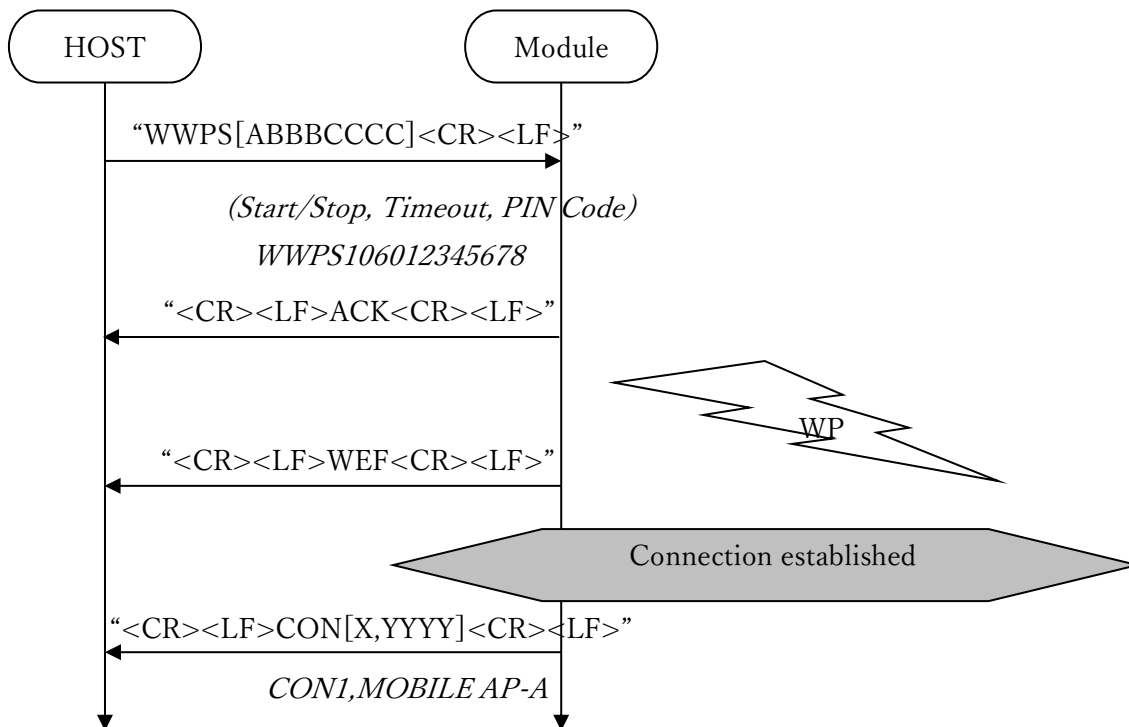 HOST
Module
“WWPS[ABBBCCCC]<CR><LF>”
(Start/Stop, Timeout, PIN Code)
WWPS106012345678
“<CR><LF>ACK<CR><LF>”
WP
“<CR><LF>WEF<CR><LF>”
Connection established
“<CR><LF>CON[X,YYYY]<CR><LF>”
CON1,MOBILE AP-A